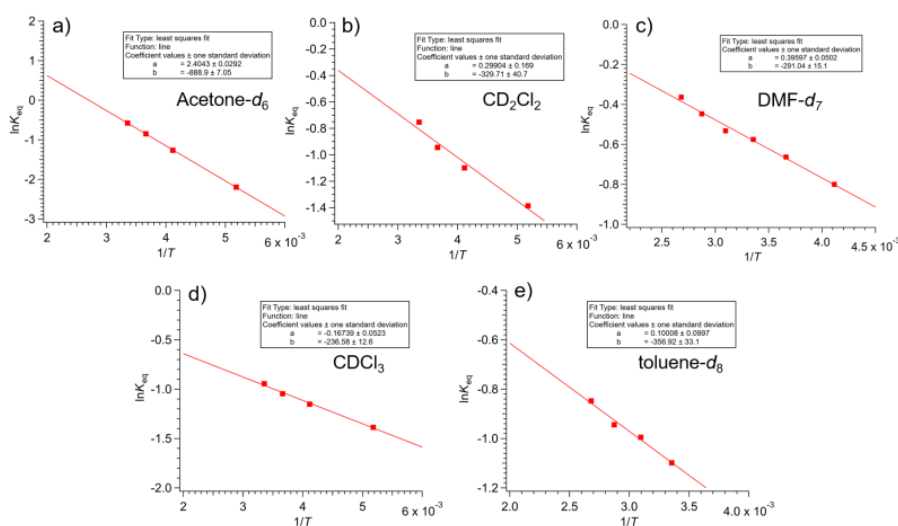 a)
Fit Type: least squares fit
Function: line
Coefficient values ± one standard deviation
a = 2.4043 ± 0.0292
b = -888.9 ± 7.05
Acetone-d6
lnKeq
2
1
0
-1
-2
-3
2 3 4 5 6 x 10-3
1/T
b)
Fit Type: least squares fit
Function: line
Coefficient values ± one standard deviation
a = 0.29904 ± 0.169
b = -329.71 ± 40.7
CD2Cl2
lnKeq
0.0
-0.2
-0.4
-0.6
-0.8
-1.0
-1.2
-1.4
2 3 4 5 6 x 10-3
1/T
c)
Fit Type: least squares fit
Function: line
Coefficient values ± one standard deviation
a = 0.39597 ± 0.0502
b = -291.04 ± 15.1
DMF-d7
lnKeq
0.0
-0.2
-0.4
-0.6
-0.8
-1.0
2.5 3.0 3.5 4.0 4.5 x 10-3
1/T
d)
Fit Type: least squares fit
Function: line
Coefficient values ± one standard deviation
a = -0.16739 ± 0.0523
b = -236.58 ± 12.6
CDCl3
lnKeq
0.0
-0.5
-1.0
-1.5
-2.0
2 3 4 5 6 x 10-3
1/T
e)
Fit Type: least squares fit
Function: line
Coefficient values ± one standard deviation
a = 0.10008 ± 0.0997
b = -356.92 ± 33.1
toluene-d8
lnKeq
-0.4
-0.6
-0.8
-1.0
-1.2
2.0 2.5 3.0 3.5 4.0 x 10-3
1/T